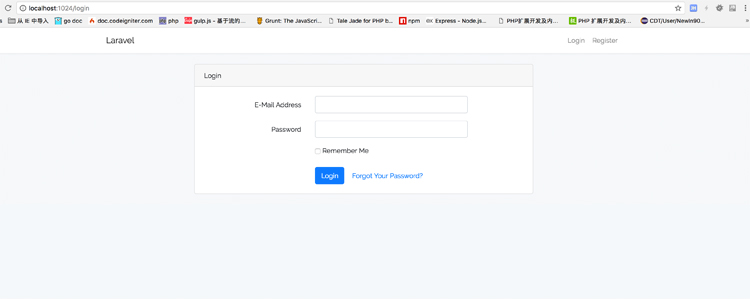 localhost:1024/login
从 IE 中导入 go doc doc.codeigniter.com php gulp.js - 基于流的... Grunt: The JavaScri... Tale Jade for PHP b... npm Express - Node.js... PHP扩展开发及内... PHP 扩展开发及内... CDT/User/NewIn90... »
Laravel Login Register
Login
E-Mail Address
Password
Remember Me
Login Forgot Your Password?